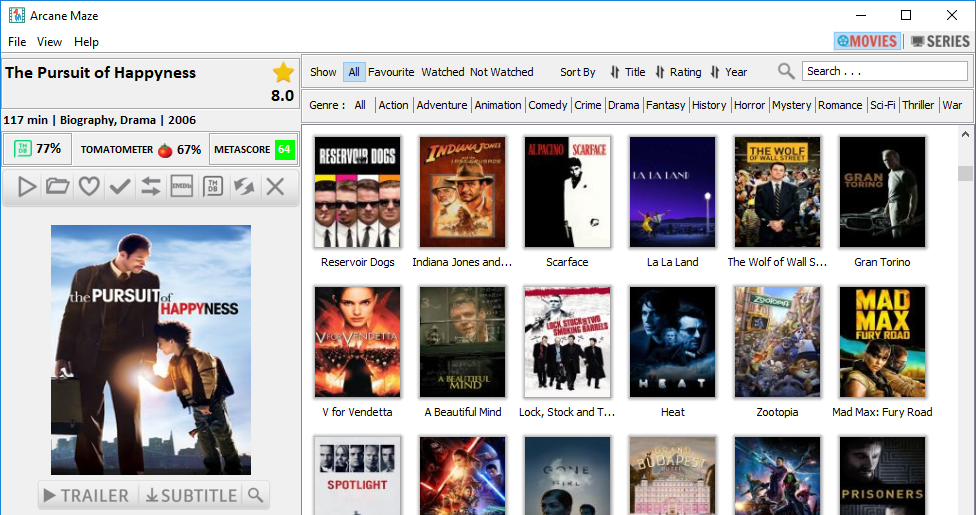 Arcane Maze
File View Help
MOVIES | SERIES
The Pursuit of Happyness
8.0
117 min | Biography, Drama | 2006
TM DB 77% TOMATOMETER 67% METASCORE 64
IMDb TM DB
the PURSUIT of HAPPYNESS
TRAILER SUBTITLE
Show All Favourite Watched Not Watched Sort By Title Rating Year Search . . .
Genre : All Action Adventure Animation Comedy Crime Drama Fantasy History Horror Mystery Romance Sci-Fi Thriller War
RESERVOIR DOGS
INDIANA JONES
AL PACINO SCARFACE
LA LA LAND
THE WOLF OF WALL STREET
GRAN TORINO
Reservoir Dogs Indiana Jones and... Scarface La La Land The Wolf of Wall S... Gran Torino
V FOR VENDETTA
A BEAUTIFUL MIND
LOCK, STOCK AND TWO SMOKING BARRELS
HEAT
ZOOTOPIA
MAD MAX FURY ROAD
V for Vendetta A Beautiful Mind Lock, Stock and T... Heat Zootopia Mad Max: Fury Road
SPOTLIGHT
GONE GIRL
GRAND BUDAPEST HOTEL
PRISONERS